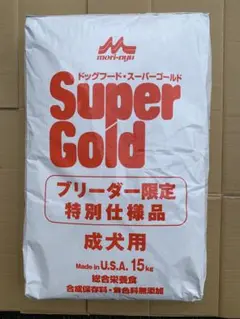 mori-nyu
ドッグフード・スーパーゴールド
Super
Gold
ブリーダー限定
特別仕様品
成犬用
Made in U.S.A. 15kg
総合栄養食
合成保存料・着色料無添加